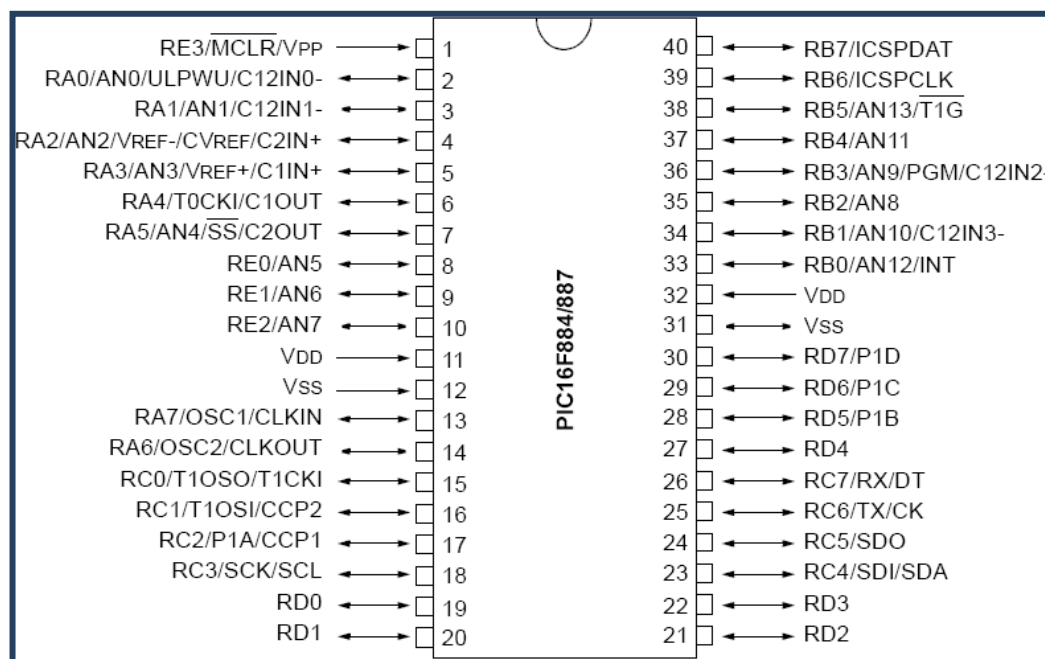 RE3/MCLR/VPP 1 40 RB7/ICSPDAT
RA0/AN0/ULPWU/C12IN0- 2 39 RB6/ICSPCLK
RA1/AN1/C12IN1- 3 38 RB5/AN13/T1G
RA2/AN2/VREF-/CVREF/C2IN+ 4 37 RB4/AN11
RA3/AN3/VREF+/C1IN+ 5 36 RB3/AN9/PGM/C12IN2-
RA4/T0CKI/C1OUT 6 35 RB2/AN8
RA5/AN4/SS/C2OUT 7 34 RB1/AN10/C12IN3-
RE0/AN5 8 33 RB0/AN12/INT
RE1/AN6 9 32 VDD
RE2/AN7 10 31 VSS
VDD 11 30 RD7/P1D
VSS 12 29 RD6/P1C
RA7/OSC1/CLKIN 13 28 RD5/P1B
RA6/OSC2/CLKOUT 14 27 RD4
RC0/T1OSO/T1CKI 15 26 RC7/RX/DT
RC1/T1OSI/CCP2 16 25 RC6/TX/CK
RC2/P1A/CCP1 17 24 RC5/SDO
RC3/SCK/SCL 18 23 RC4/SDI/SDA
RD0 19 22 RD3
RD1 20 21 RD2
PIC16F884/887